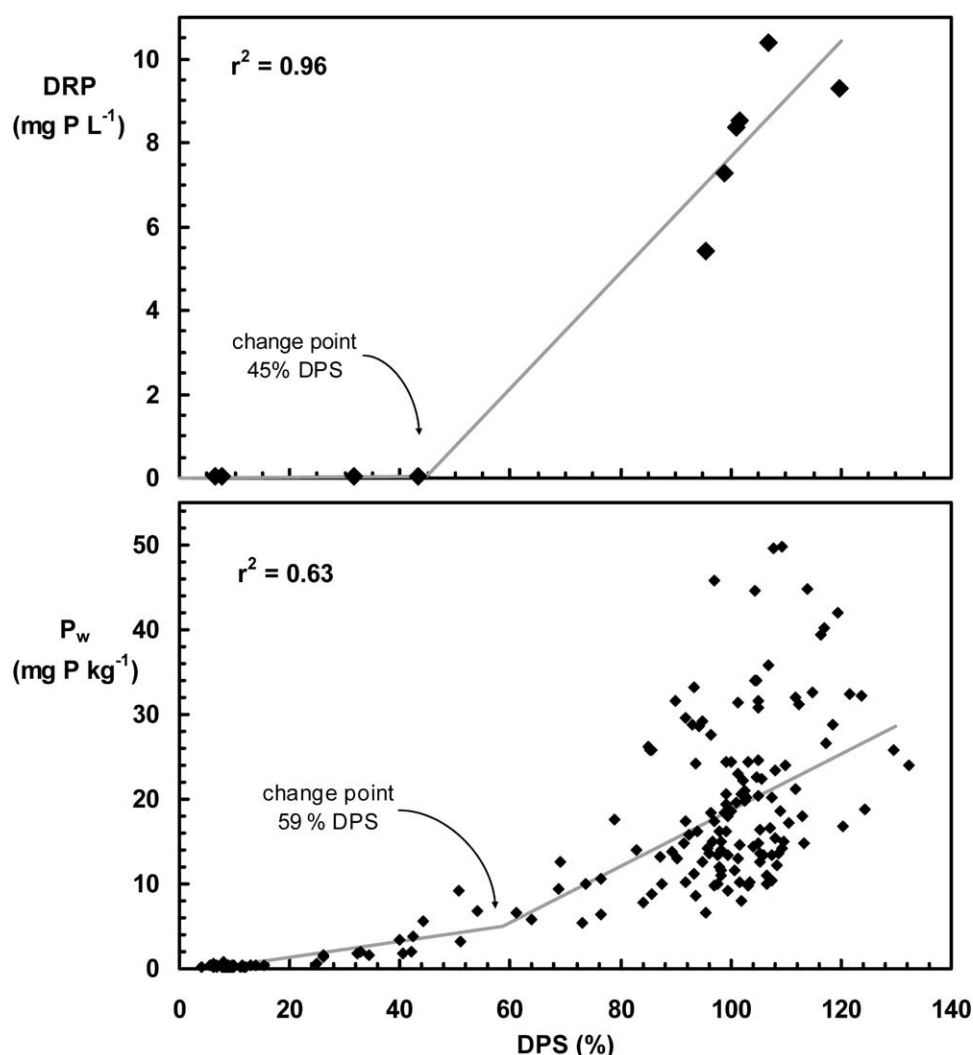 r² = 0.96
DRP
(mg P L⁻¹)
10
8
6
4
2
0
change point
45% DPS
r² = 0.63
P_w
(mg P kg⁻¹)
50
40
30
20
10
0
change point
59 % DPS
0 20 40 60 80 100 120 140
DPS (%)